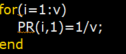 for(i=1:v)
PR(i,1)=1/v;
end